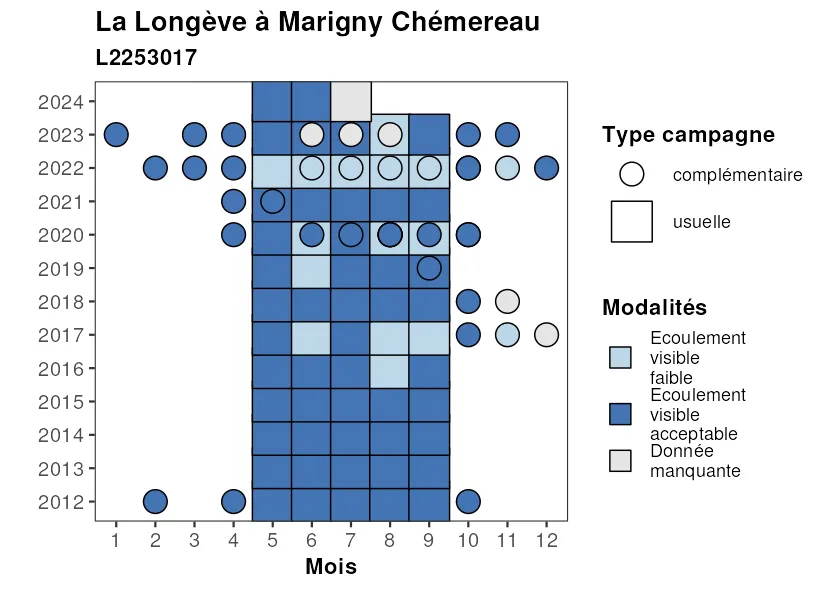 La Longève à Marigny Chémereau
L2253017
2024
2023
2022
2021
2020
2019
2018
2017
2016
2015
2014
2013
2012
1 2 3 4 5 6 7 8 9 10 11 12
Mois
Type campagne
complémentaire
usuelle
Modalités
Ecoulement
visible
faible
Ecoulement
visible
acceptable
Donnée
manquante